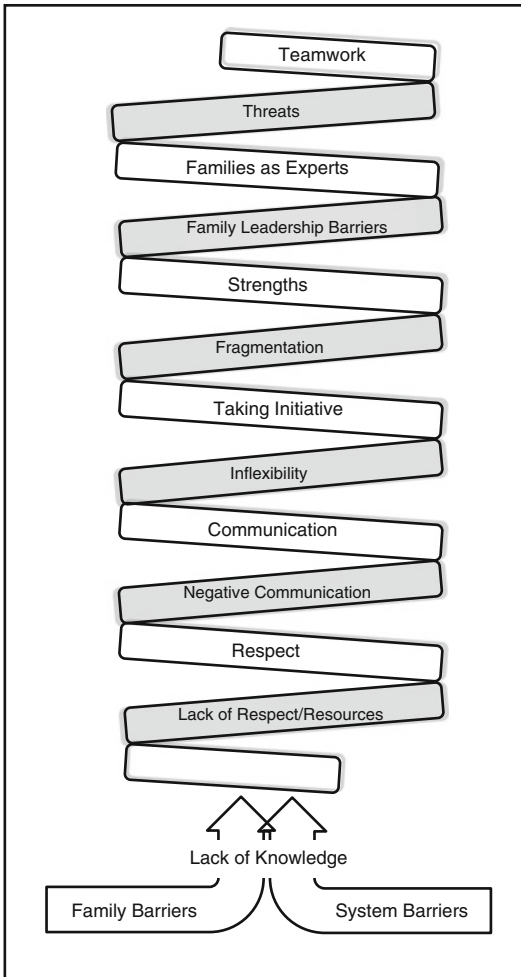 Teamwork
Threats
Families as Experts
Family Leadership Barriers
Strengths
Fragmentation
Taking Initiative
Inflexibility
Communication
Negative Communication
Respect
Lack of Respect/Resources
Lack of Knowledge
Family Barriers
System Barriers